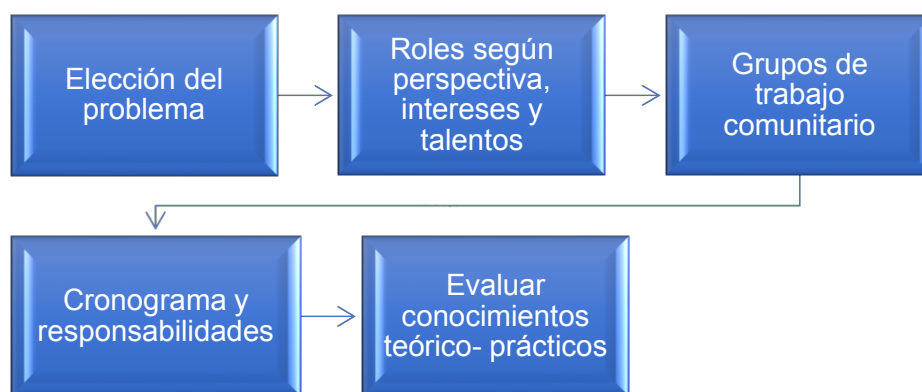 Elección del
problema
Roles según
perspectiva,
intereses y
talentos
Grupos de
trabajo
comunitario
Cronograma y
responsabilidades
Evaluar
conocimientos
teórico- prácticos